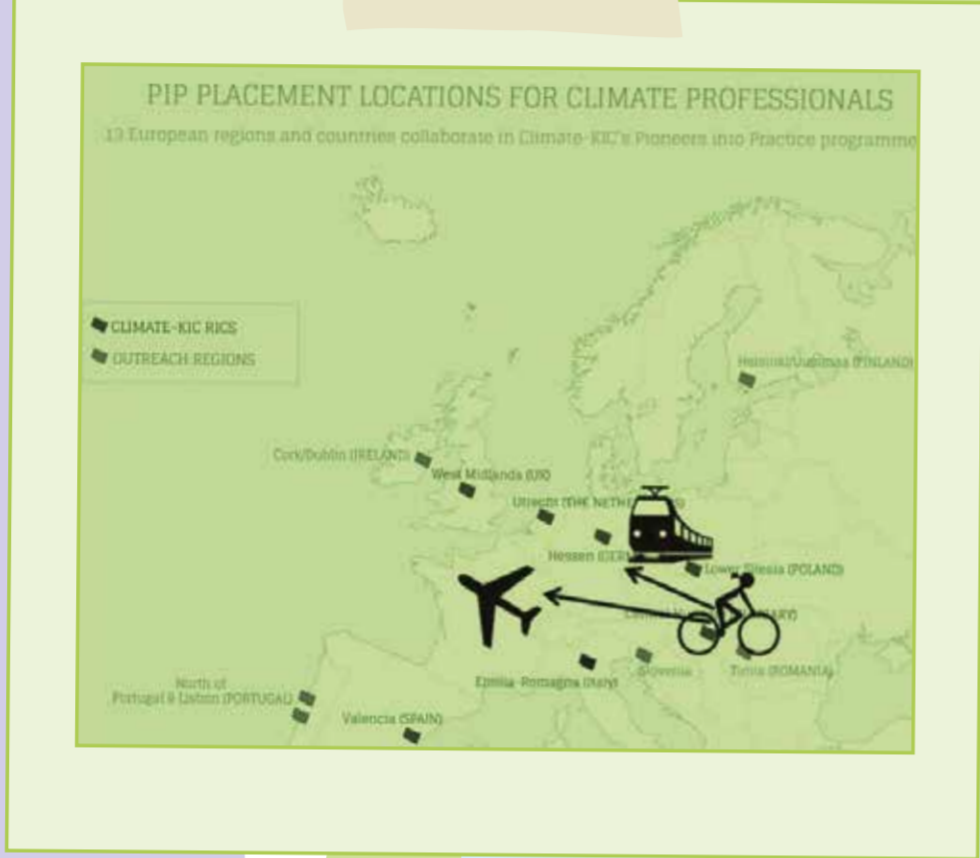 PIP PLACEMENT LOCATIONS FOR CLIMATE PROFESSIONALS
13 European regions and countries collaborate in Climate-KIC's Pioneers into Practice programme
CLIMATE-KIC RICS
OUTREACH REGIONS
Helsinki/Uusimaa (FINLAND)
Cork/Dublin (IRELAND)
West Midlands (UK)
Utrecht (THE
Hessen
Lower Silesia (POLAND)
Slovenia
Timis (ROMANIA)
Emilia-Romagna (Italy)
North of
Portugal & Lisbon (PORTUGAL)
Valencia (SPAIN)